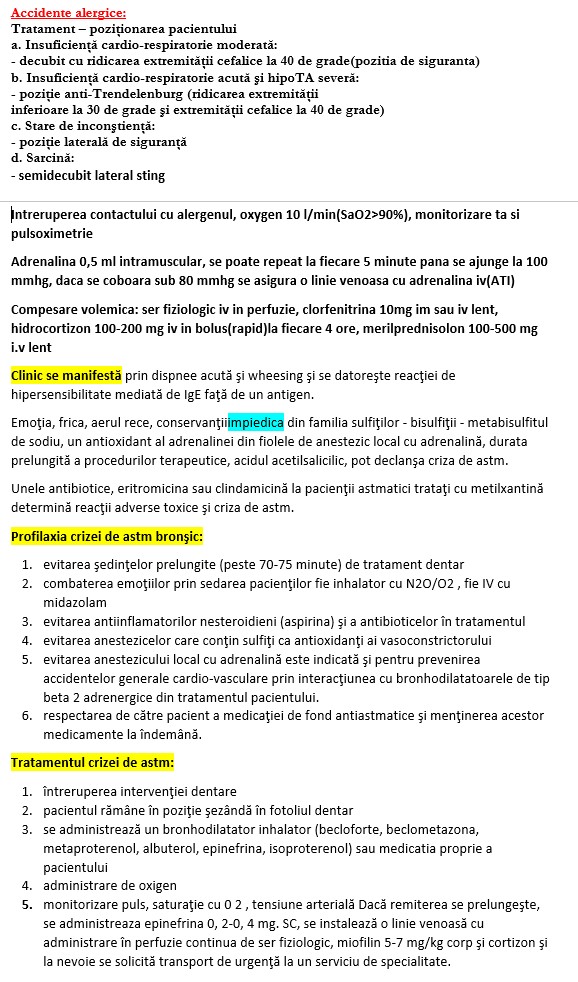 Accidente alergice:
Tratament – poziționarea pacientului
a. Insuficiență cardio-respiratorie moderată:
- decubit cu ridicarea extremității cefalice la 40 de grade(pozitia de siguranta)
b. Insuficiență cardio-respiratorie acută și hipoTA severă:
- poziție anti-Trendelenburg (ridicarea extremității
inferioare la 30 de grade și extremității cefalice la 40 de grade)
c. Stare de inconștiență:
- poziție laterală de siguranță
d. Sarcină:
- semidecubit lateral sting
Intreruperea contactului cu alergenul, oxygen 10 l/min(SaO2>90%), monitorizare ta si
pulsoximetrie
Adrenalina 0,5 ml intramuscular, se poate repeat la fiecare 5 minute pana se ajunge la 100
mmhg, daca se coboara sub 80 mmhg se asigura o linie venoasa cu adrenalina iv(ATI)
Compesare volemica: ser fiziologic iv in perfuzie, clorfenitrina 10mg im sau iv lent,
hidrocortizon 100-200 mg iv in bolus(rapid)la fiecare 4 ore, merilprednisolon 100-500 mg
i.v lent
Clinic se manifestă prin dispnee acută şi wheesing şi se datoreşte reacţiei de
hipersensibilitate mediată de IgE faţă de un antigen.
Emoţia, frica, aerul rece, conservanţiiimpiedica din familia sulfiţilor - bisulfiţii - metabisulfitul
de sodiu, un antioxidant al adrenalinei din fiolele de anestezic local cu adrenalină, durata
prelungită a procedurilor terapeutice, acidul acetilsalicilic, pot declanşa criza de astm.
Unele antibiotice, eritromicina sau clindamicină la pacienţii astmatici trataţi cu metilxantină
determină reacţii adverse toxice şi criza de astm.
Profilaxia crizei de astm bronşic:
1. evitarea şedinţelor prelungite (peste 70-75 minute) de tratament dentar
2. combaterea emoţiilor prin sedarea pacienţilor fie inhalator cu N2O/O2 , fie IV cu
midazolam
3. evitarea antiinflamatorilor nesteroidieni (aspirina) şi a antibioticelor în tratamentul
4. evitarea anestezicelor care conţin sulfiţi ca antioxidanţi ai vasoconstrictorului
5. evitarea anestezicului local cu adrenalină este indicată şi pentru prevenirea
accidentelor generale cardio-vasculare prin interacţiunea cu bronhodilatatoarele de tip
beta 2 adrenergice din tratamentul pacientului.
6. respectarea de către pacient a medicaţiei de fond antiastmatice şi menţinerea acestor
medicamente la îndemână.
Tratamentul crizei de astm:
1. întreruperea intervenţiei dentare
2. pacientul rămâne în poziţie şezândă în fotoliul dentar
3. se administrează un bronhodilatator inhalator (becloforte, beclometazona,
metaproterenol, albuterol, epinefrina, isoproterenol) sau medicatia proprie a
pacientului
4. administrare de oxigen
5. monitorizare puls, saturaţie cu 0 2 , tensiune arterială Dacă remiterea se prelungeşte,
se administreaza epinefrina 0, 2-0, 4 mg. SC, se instalează o linie venoasă cu
administrare în perfuzie continua de ser fiziologic, miofilin 5-7 mg/kg corp şi cortizon şi
la nevoie se solicită transport de urgenţă la un serviciu de specialitate.